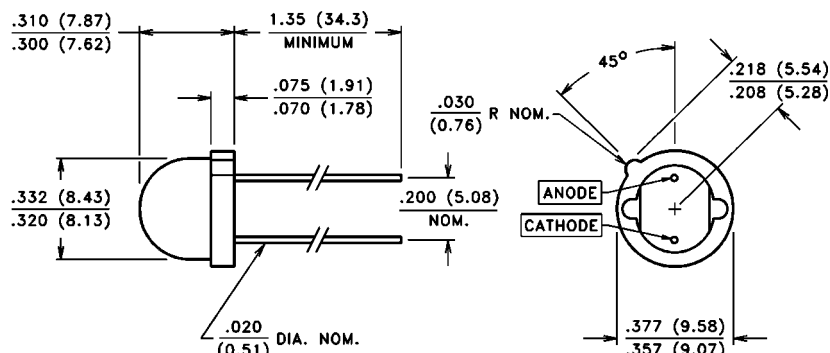 .310 (7.87)
.300 (7.62)
1.35 (34.3)
MINIMUM
.075 (1.91)
.070 (1.78)
.332 (8.43)
.320 (8.13)
.200 (5.08)
NOM.
.020
(0.51)
DIA. NOM.
45°
.218 (5.54)
.208 (5.28)
.030
(0.76)
R NOM.
ANODE
CATHODE
.377 (9.58)
.357 (9.07)